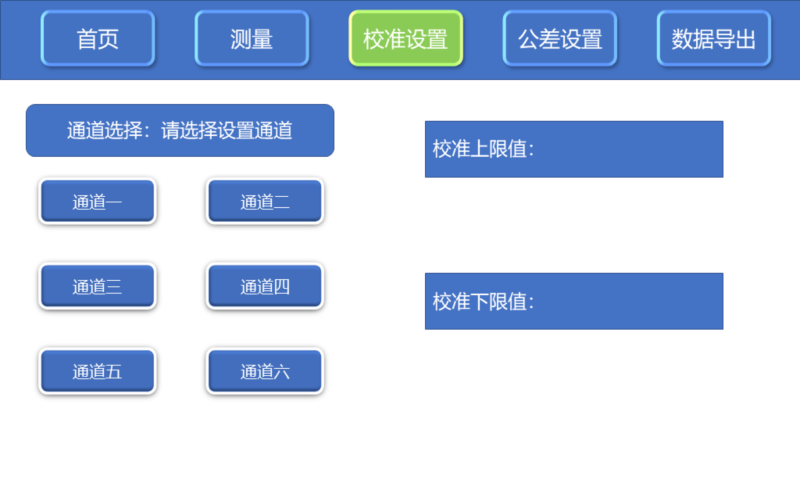 首页
测量
校准设置
公差设置
数据导出
通道选择：请选择设置通道
通道一
通道二
通道三
通道四
通道五
通道六
校准上限值：
校准下限值：